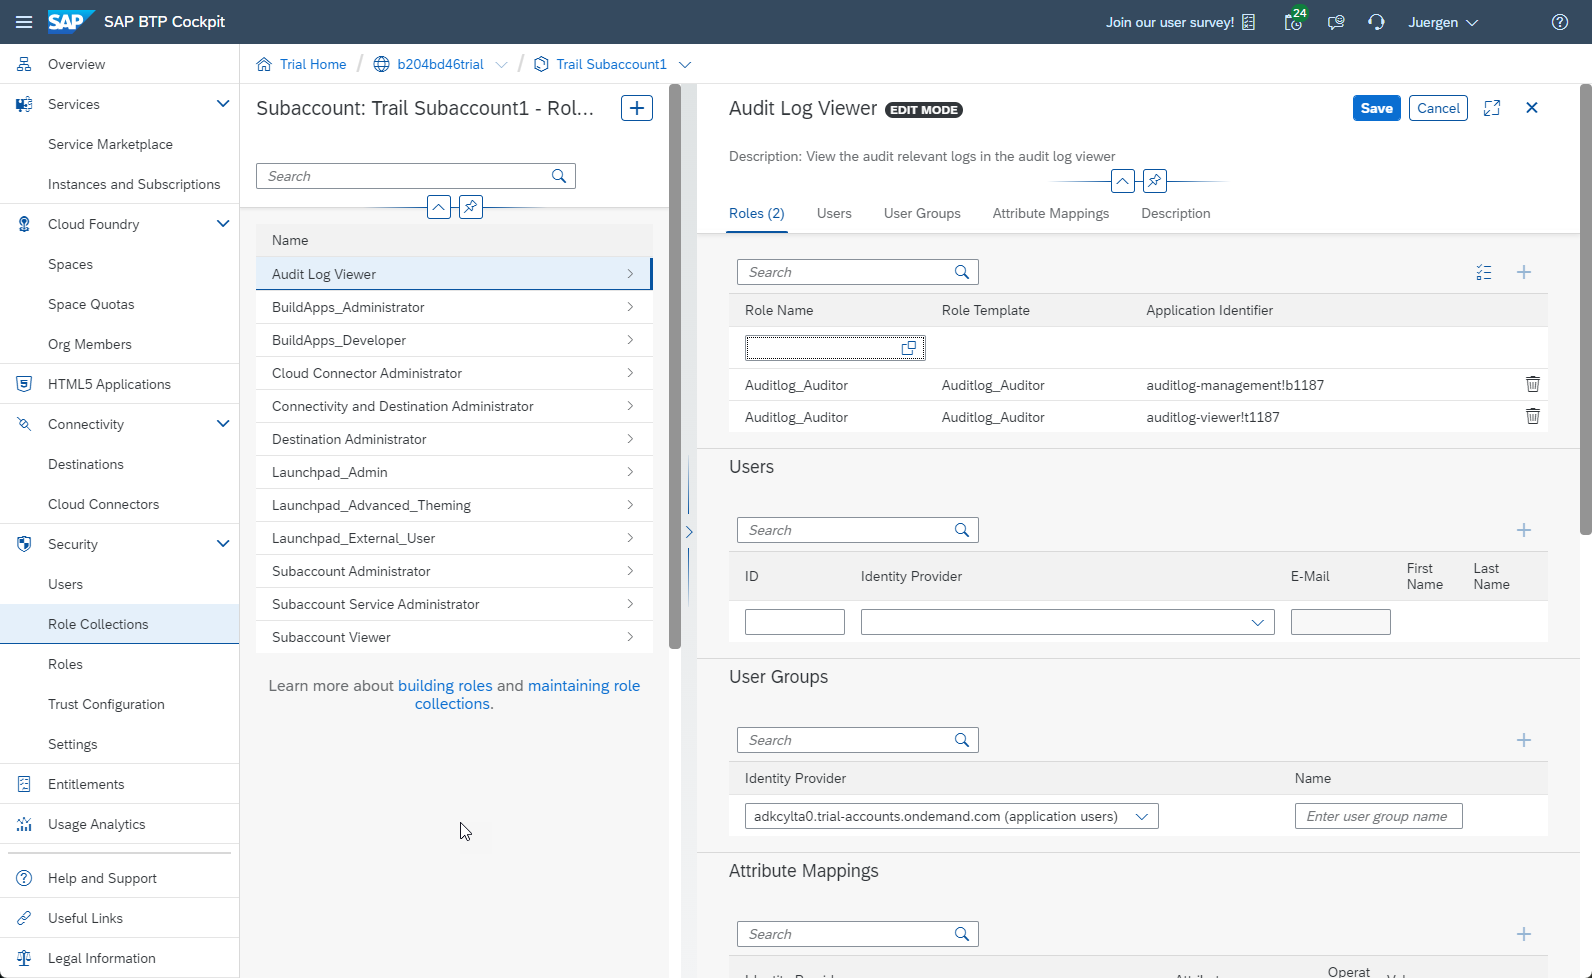 SAP
SAP BTP Cockpit
Join our user survey!
24
Juergen
Overview
Services
Service Marketplace
Instances and Subscriptions
Cloud Foundry
Spaces
Space Quotas
Org Members
HTML5 Applications
Connectivity
Destinations
Cloud Connectors
Security
Users
Role Collections
Roles
Trust Configuration
Settings
Entitlements
Usage Analytics
Help and Support
Useful Links
Legal Information
Trial Home / b204bd46trial / Trail Subaccount1
Subaccount: Trail Subaccount1 - Rol...
Search
Name
Audit Log Viewer
BuildApps_Administrator
BuildApps_Developer
Cloud Connector Administrator
Connectivity and Destination Administrator
Destination Administrator
Launchpad_Admin
Launchpad_Advanced_Theming
Launchpad_External_User
Subaccount Administrator
Subaccount Service Administrator
Subaccount Viewer
Learn more about building roles and maintaining role
collections.
Audit Log Viewer EDIT MODE
Save Cancel
Description: View the audit relevant logs in the audit log viewer
Roles (2) Users User Groups Attribute Mappings Description
Search
Role Name Role Template Application Identifier
Auditlog_Auditor Auditlog_Auditor auditlog-management!b1187
Auditlog_Auditor Auditlog_Auditor auditlog-viewer!t1187
Users
Search
ID Identity Provider E-Mail First Name Last Name
User Groups
Search
Identity Provider Name
adkcylta0.trial-accounts.ondemand.com (application users) Enter user group name
Attribute Mappings
Search
Operat